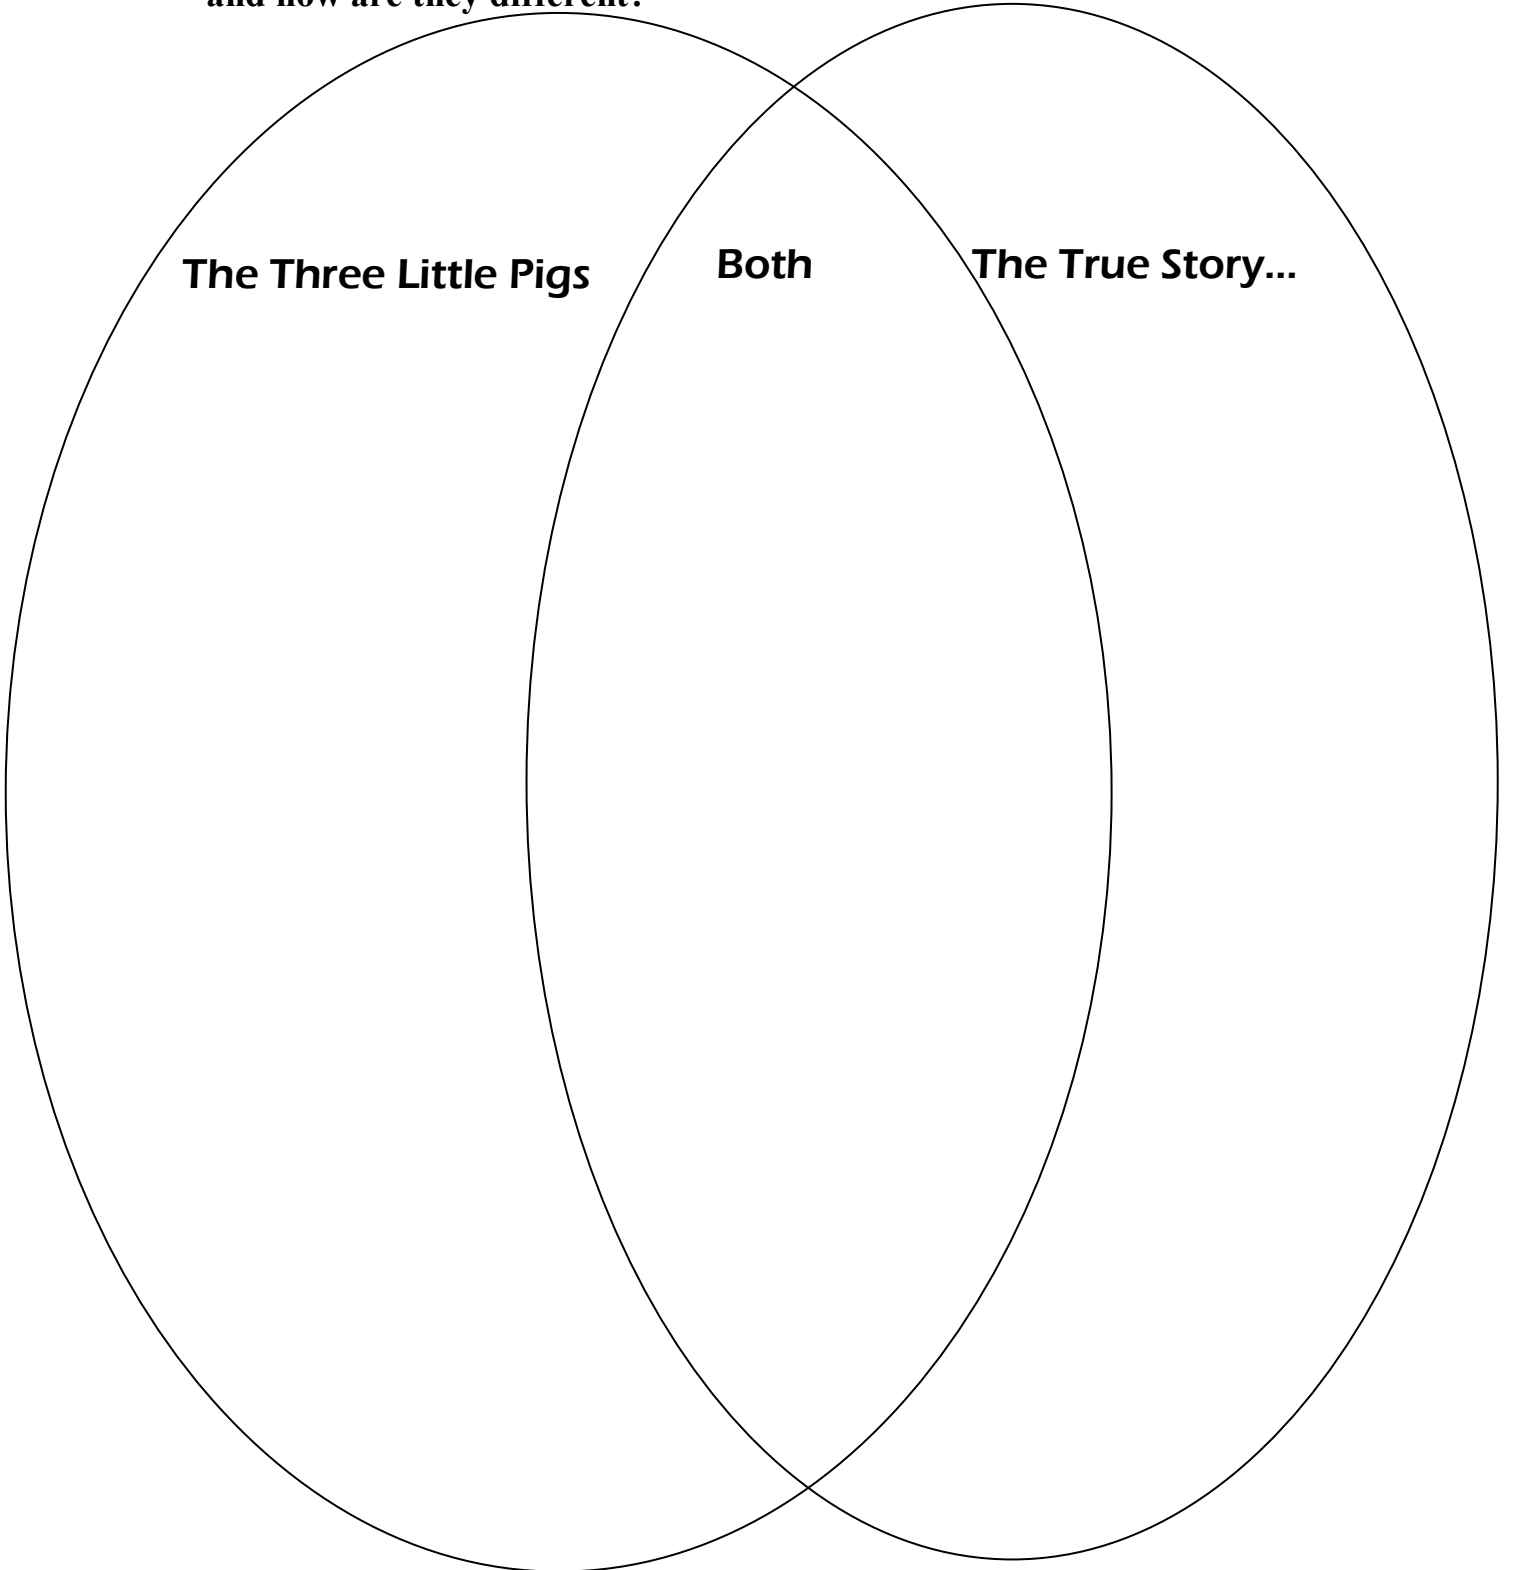 and how are they different?
The Three Little Pigs
Both
The True Story...